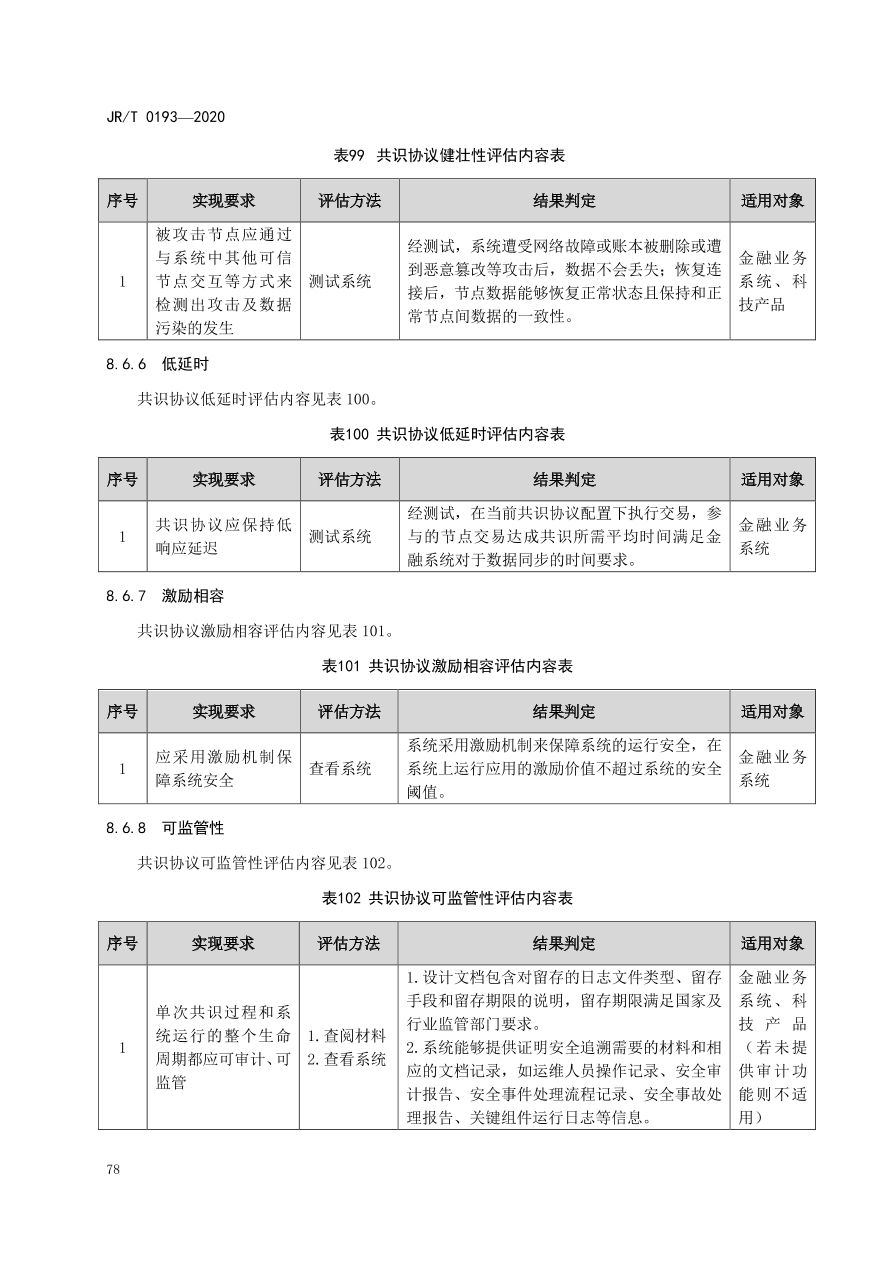 JR/T 0193—2020
表99 共识协议健壮性评估内容表
序号 实现要求 评估方法 结果判定 适用对象
1
被攻击节点应通过
与系统中其他可信
节点交互等方式来
检测出攻击及数据
污染的发生
测试系统
经测试，系统遭受网络故障或账本被删除或遭
到恶意篡改等攻击后，数据不会丢失；恢复连
接后，节点数据能够恢复正常状态且保持和正
常节点间数据的一致性。
金融业务
系统、科
技产品
8.6.6 低延时
共识协议低延时评估内容见表 100。
表100 共识协议低延时评估内容表
序号 实现要求 评估方法 结果判定 适用对象
1
共识协议应保持低
响应延迟
测试系统
经测试，在当前共识协议配置下执行交易，参
与的节点交易达成共识所需平均时间满足金
融系统对于数据同步的时间要求。
金融业务
系统
8.6.7 激励相容
共识协议激励相容评估内容见表 101。
表101 共识协议激励相容评估内容表
序号 实现要求 评估方法 结果判定 适用对象
1
应采用激励机制保
障系统安全
查看系统
系统采用激励机制来保障系统的运行安全，在
系统上运行应用的激励价值不超过系统的安全
阈值。
金融业务
系统
8.6.8 可监管性
共识协议可监管性评估内容见表 102。
表102 共识协议可监管性评估内容表
序号 实现要求 评估方法 结果判定 适用对象
1
单次共识过程和系
统运行的整个生命
周期都应可审计、可
监管
1.查阅材料
2.查看系统
1.设计文档包含对留存的日志文件类型、留存
手段和留存期限的说明，留存期限满足国家及
行业监管部门要求。
2.系统能够提供证明安全追溯需要的材料和相
应的文档记录，如运维人员操作记录、安全审
计报告、安全事件处理流程记录、安全事故处
理报告、关键组件运行日志等信息。
金融业务
系统、科
技产品
（若未提
供审计功
能则不适
用）
78